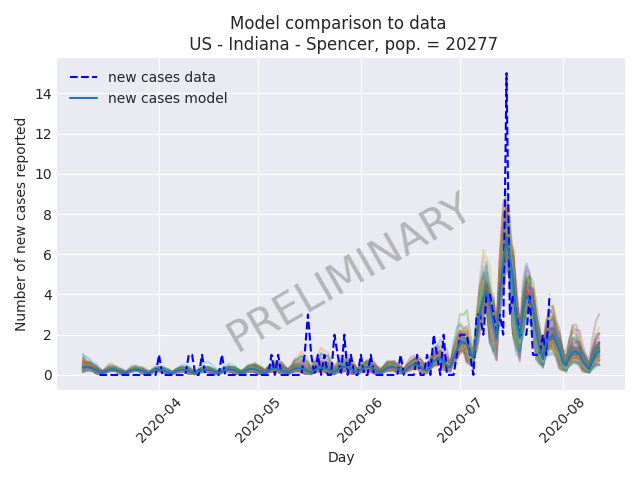 Model comparison to data
US - Indiana - Spencer, pop. = 20277
new cases data
new cases model
Number of new cases reported
14
12
10
8
6
4
2
0
PRELIMINARY
2020-04
2020-05
2020-06
2020-07
2020-08
Day